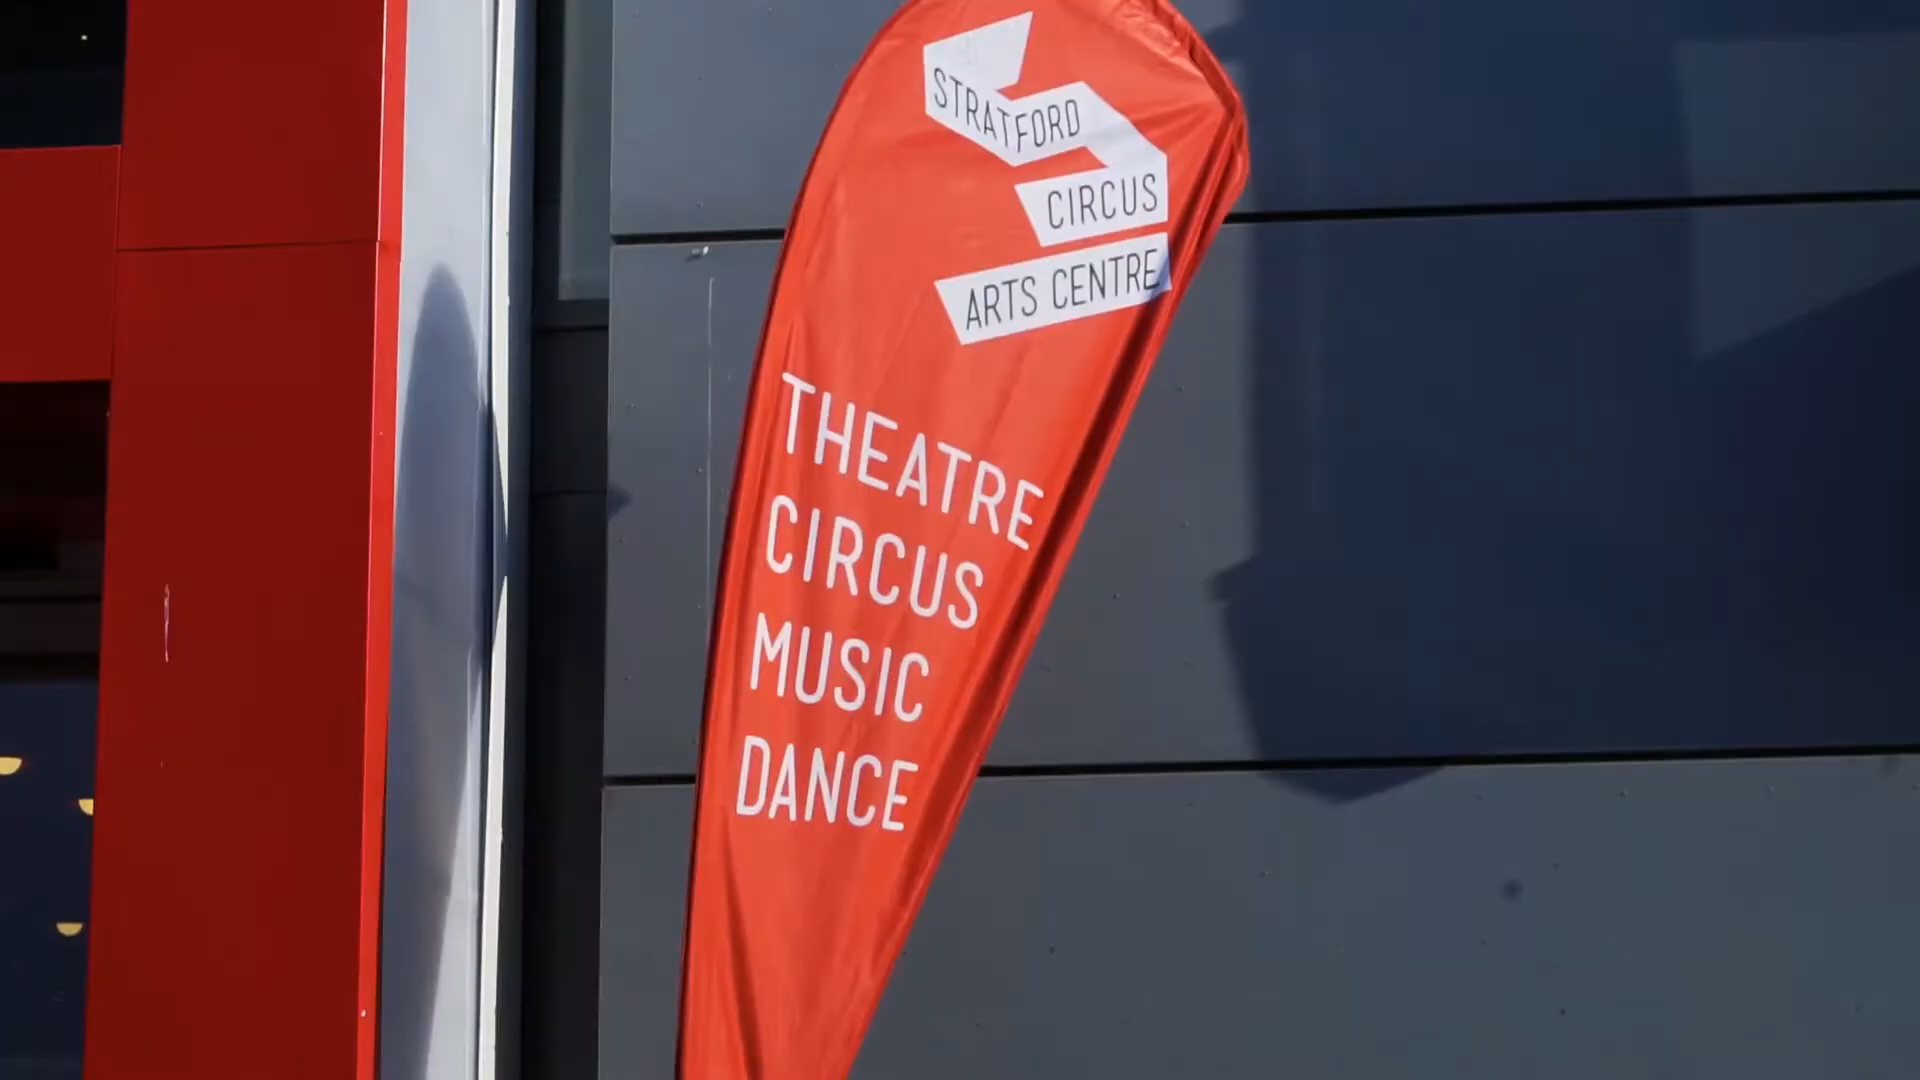 STRATFORD
CIRCUS
ARTS CENTRE
THEATRE
CIRCUS
MUSIC
DANCE